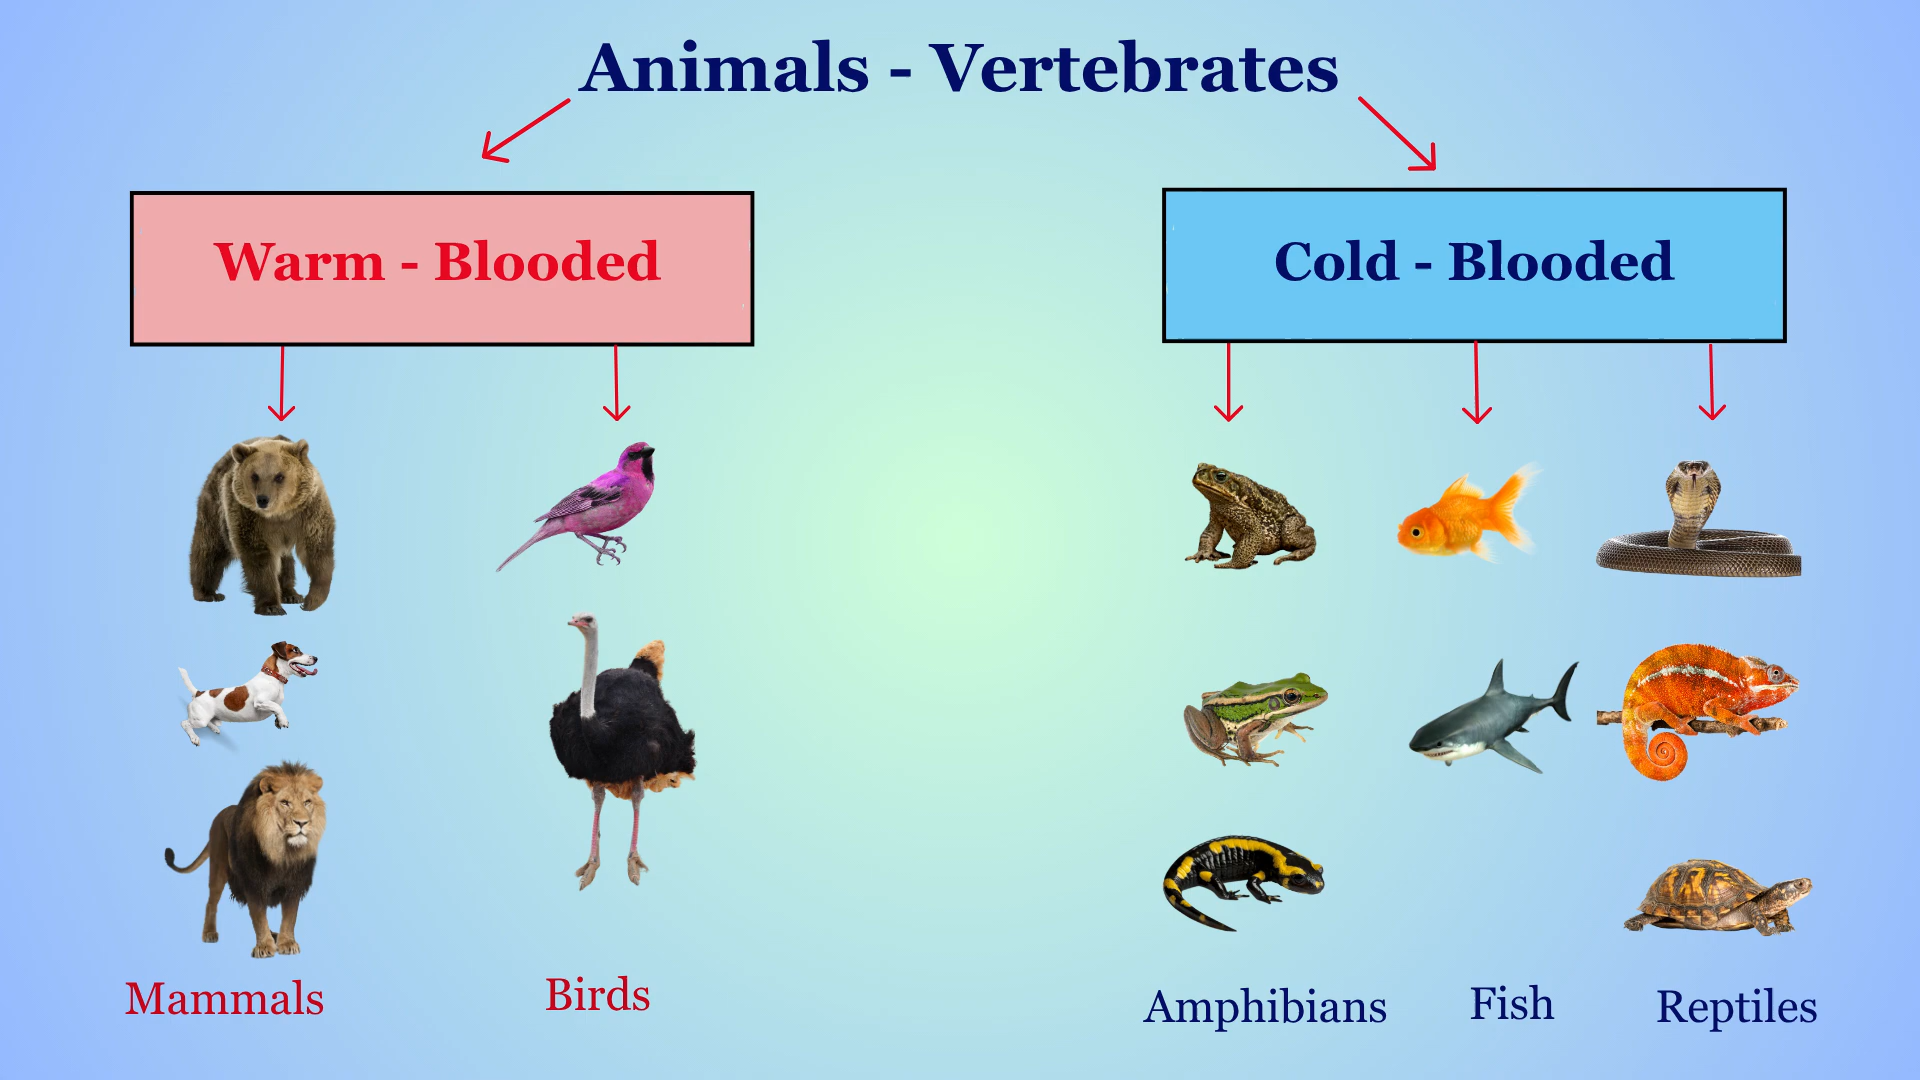 Animals - Vertebrates
Warm - Blooded
Cold - Blooded
Mammals
Birds
Amphibians
Fish
Reptiles